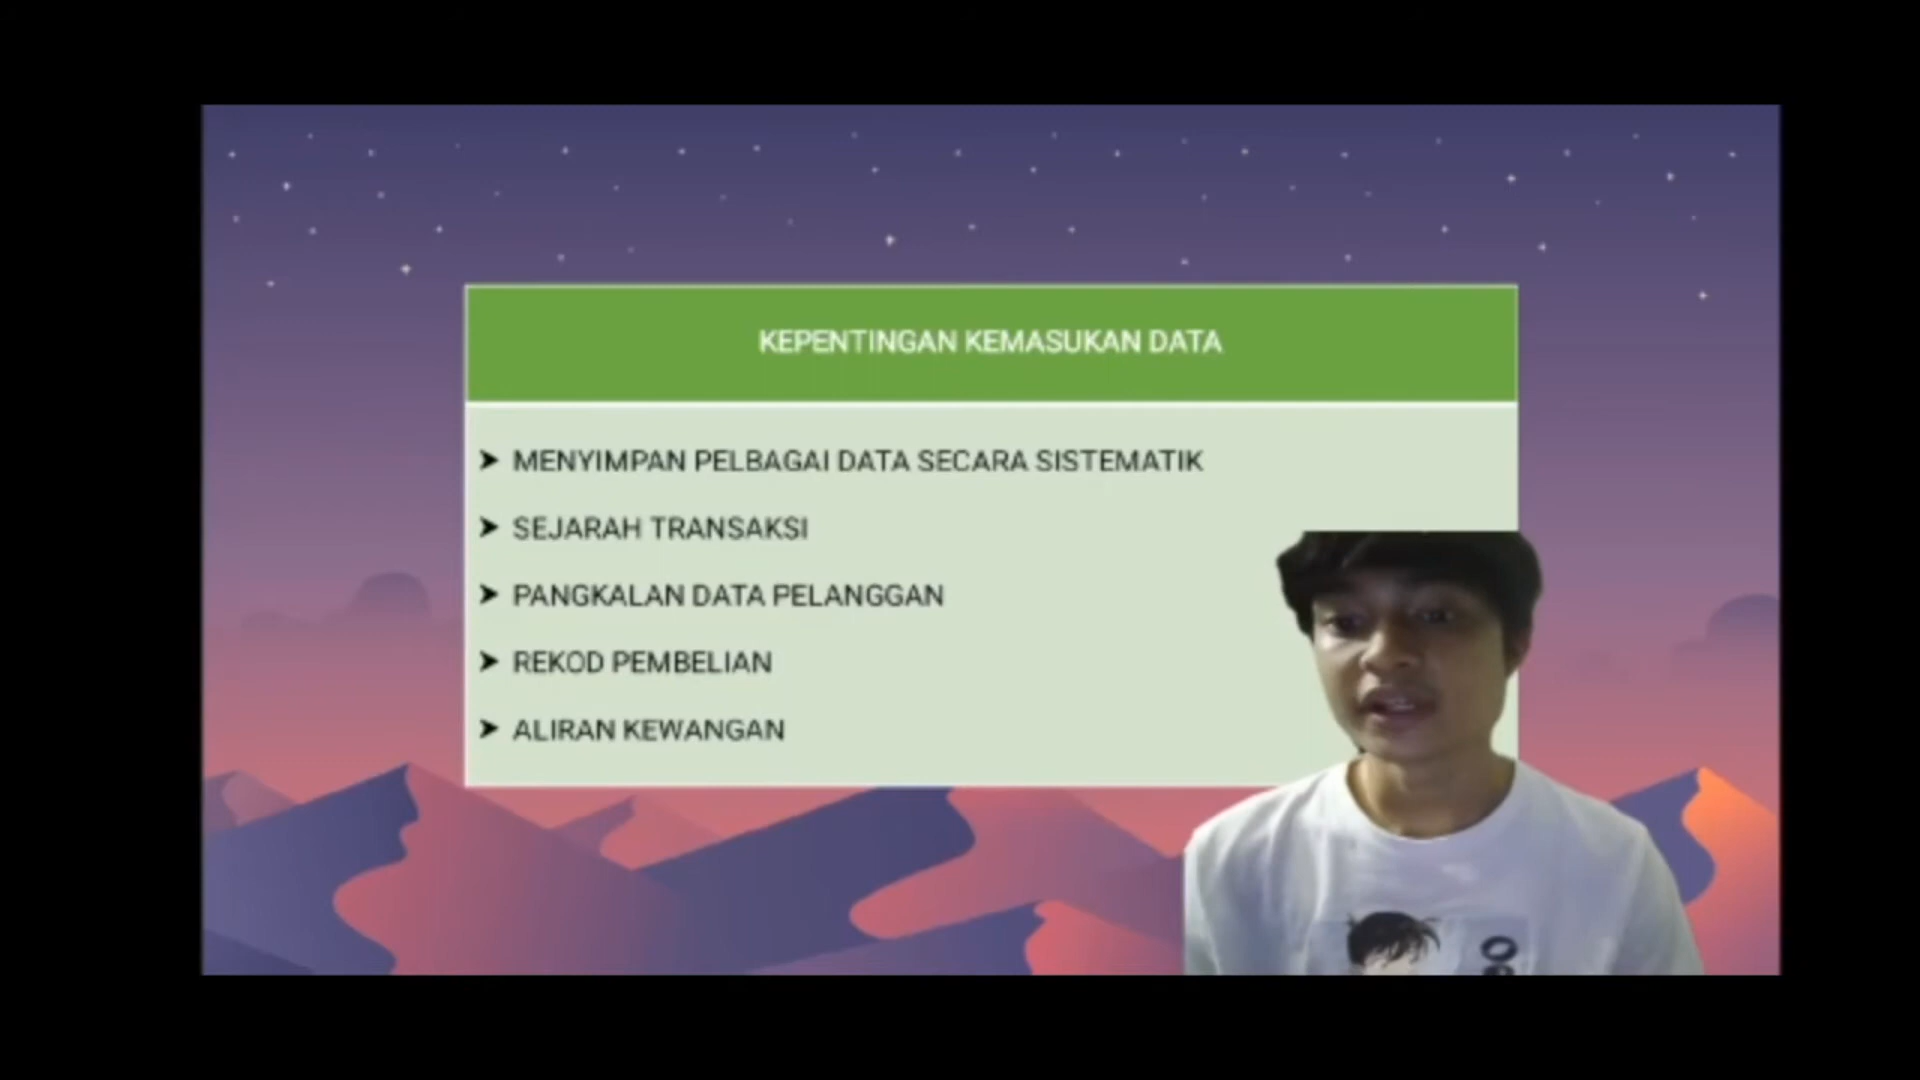 KEPENTINGAN KEMASUKAN DATA
MENYIMPAN PELBAGAI DATA SECARA SISTEMATIK
SEJARAH TRANSAKSI
PANGKALAN DATA PELANGGAN
REKOD PEMBELIAN
ALIRAN KEWANGAN